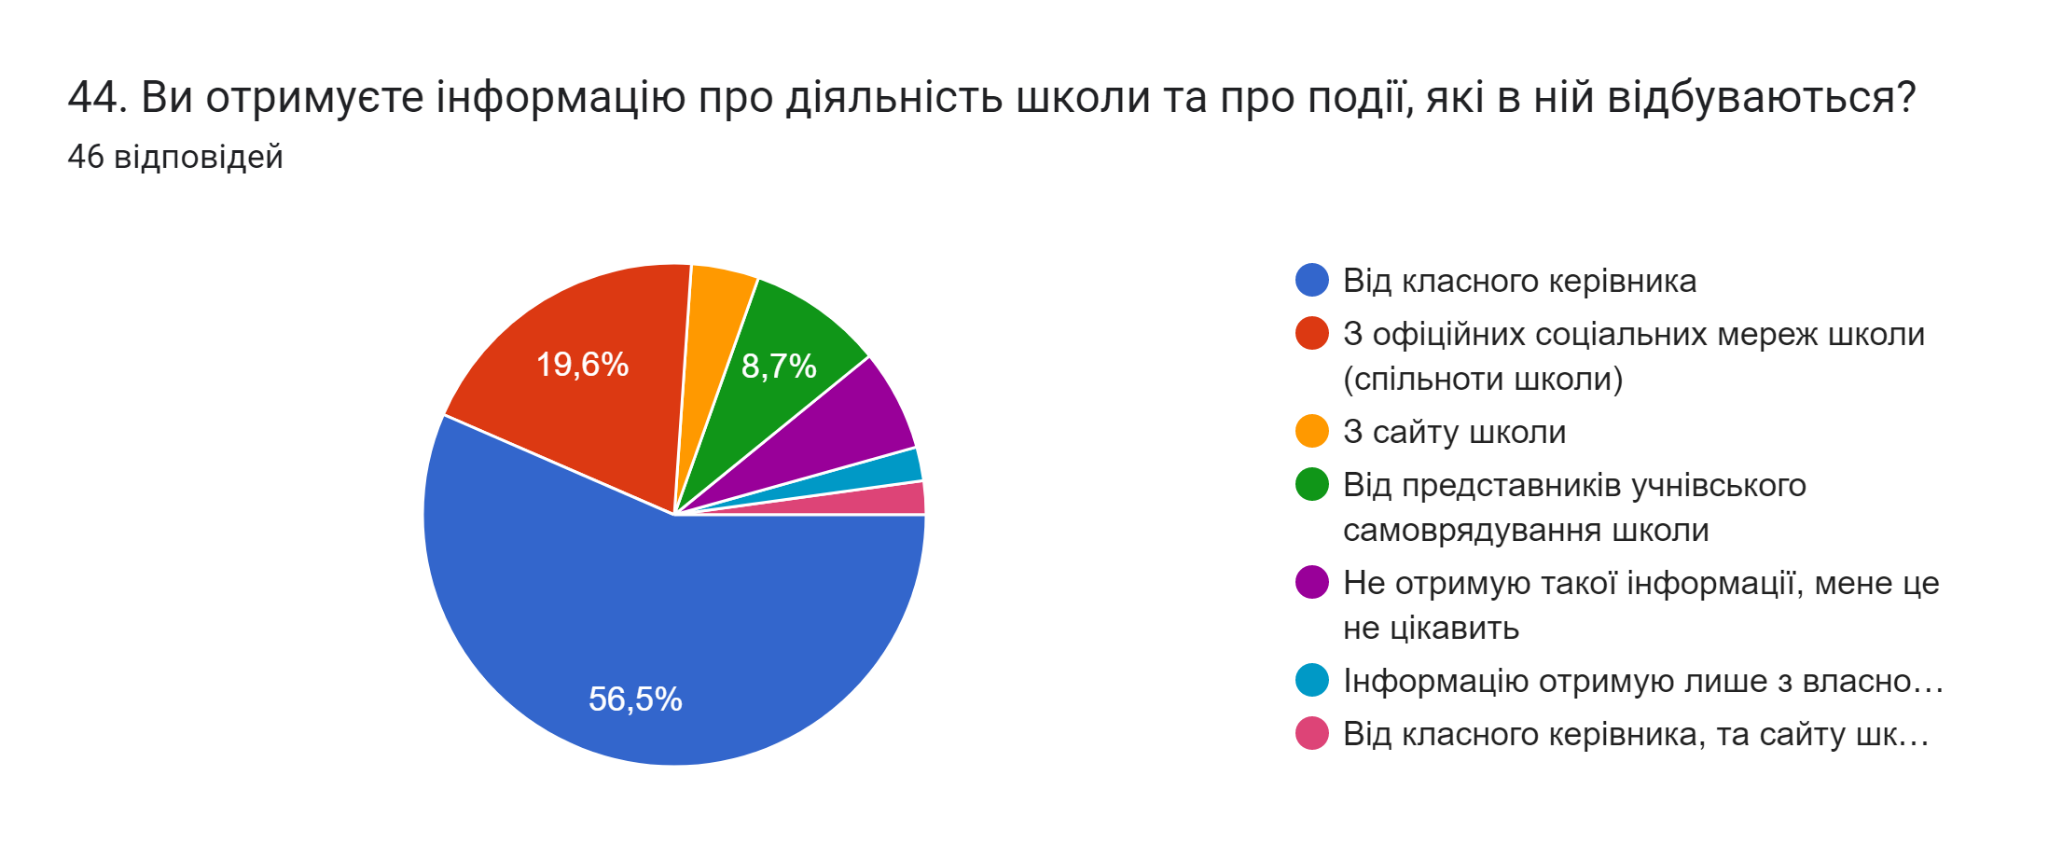 44. Ви отримуєте інформацію про діяльність школи та про події, які в ній відбуваються?
46 відповідей
19,6%
8,7%
56,5%
Від класного керівника
З офіційних соціальних мереж школи
(спільноти школи)
З сайту школи
Від представників учнівського
самоврядування школи
Не отримую такої інформації, мене це
не цікавить
Інформацію отримую лише з власно…
Від класного керівника, та сайту шк…